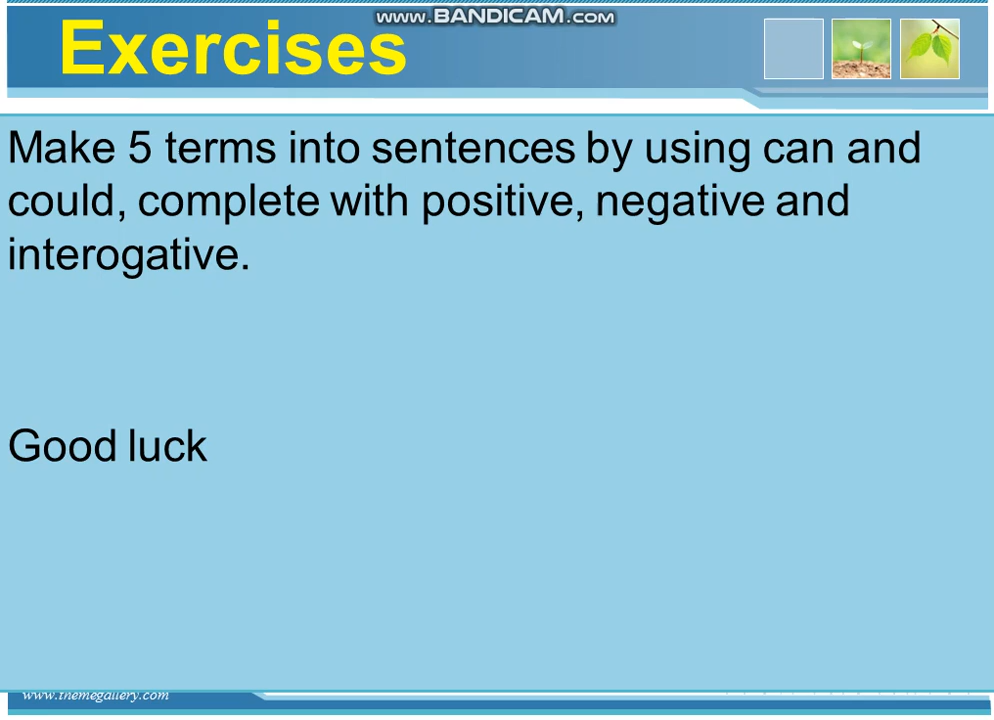 www.BANDICAM.com
Exercises
Make 5 terms into sentences by using can and
could, complete with positive, negative and
interogative.
Good luck
www.themegallery.com